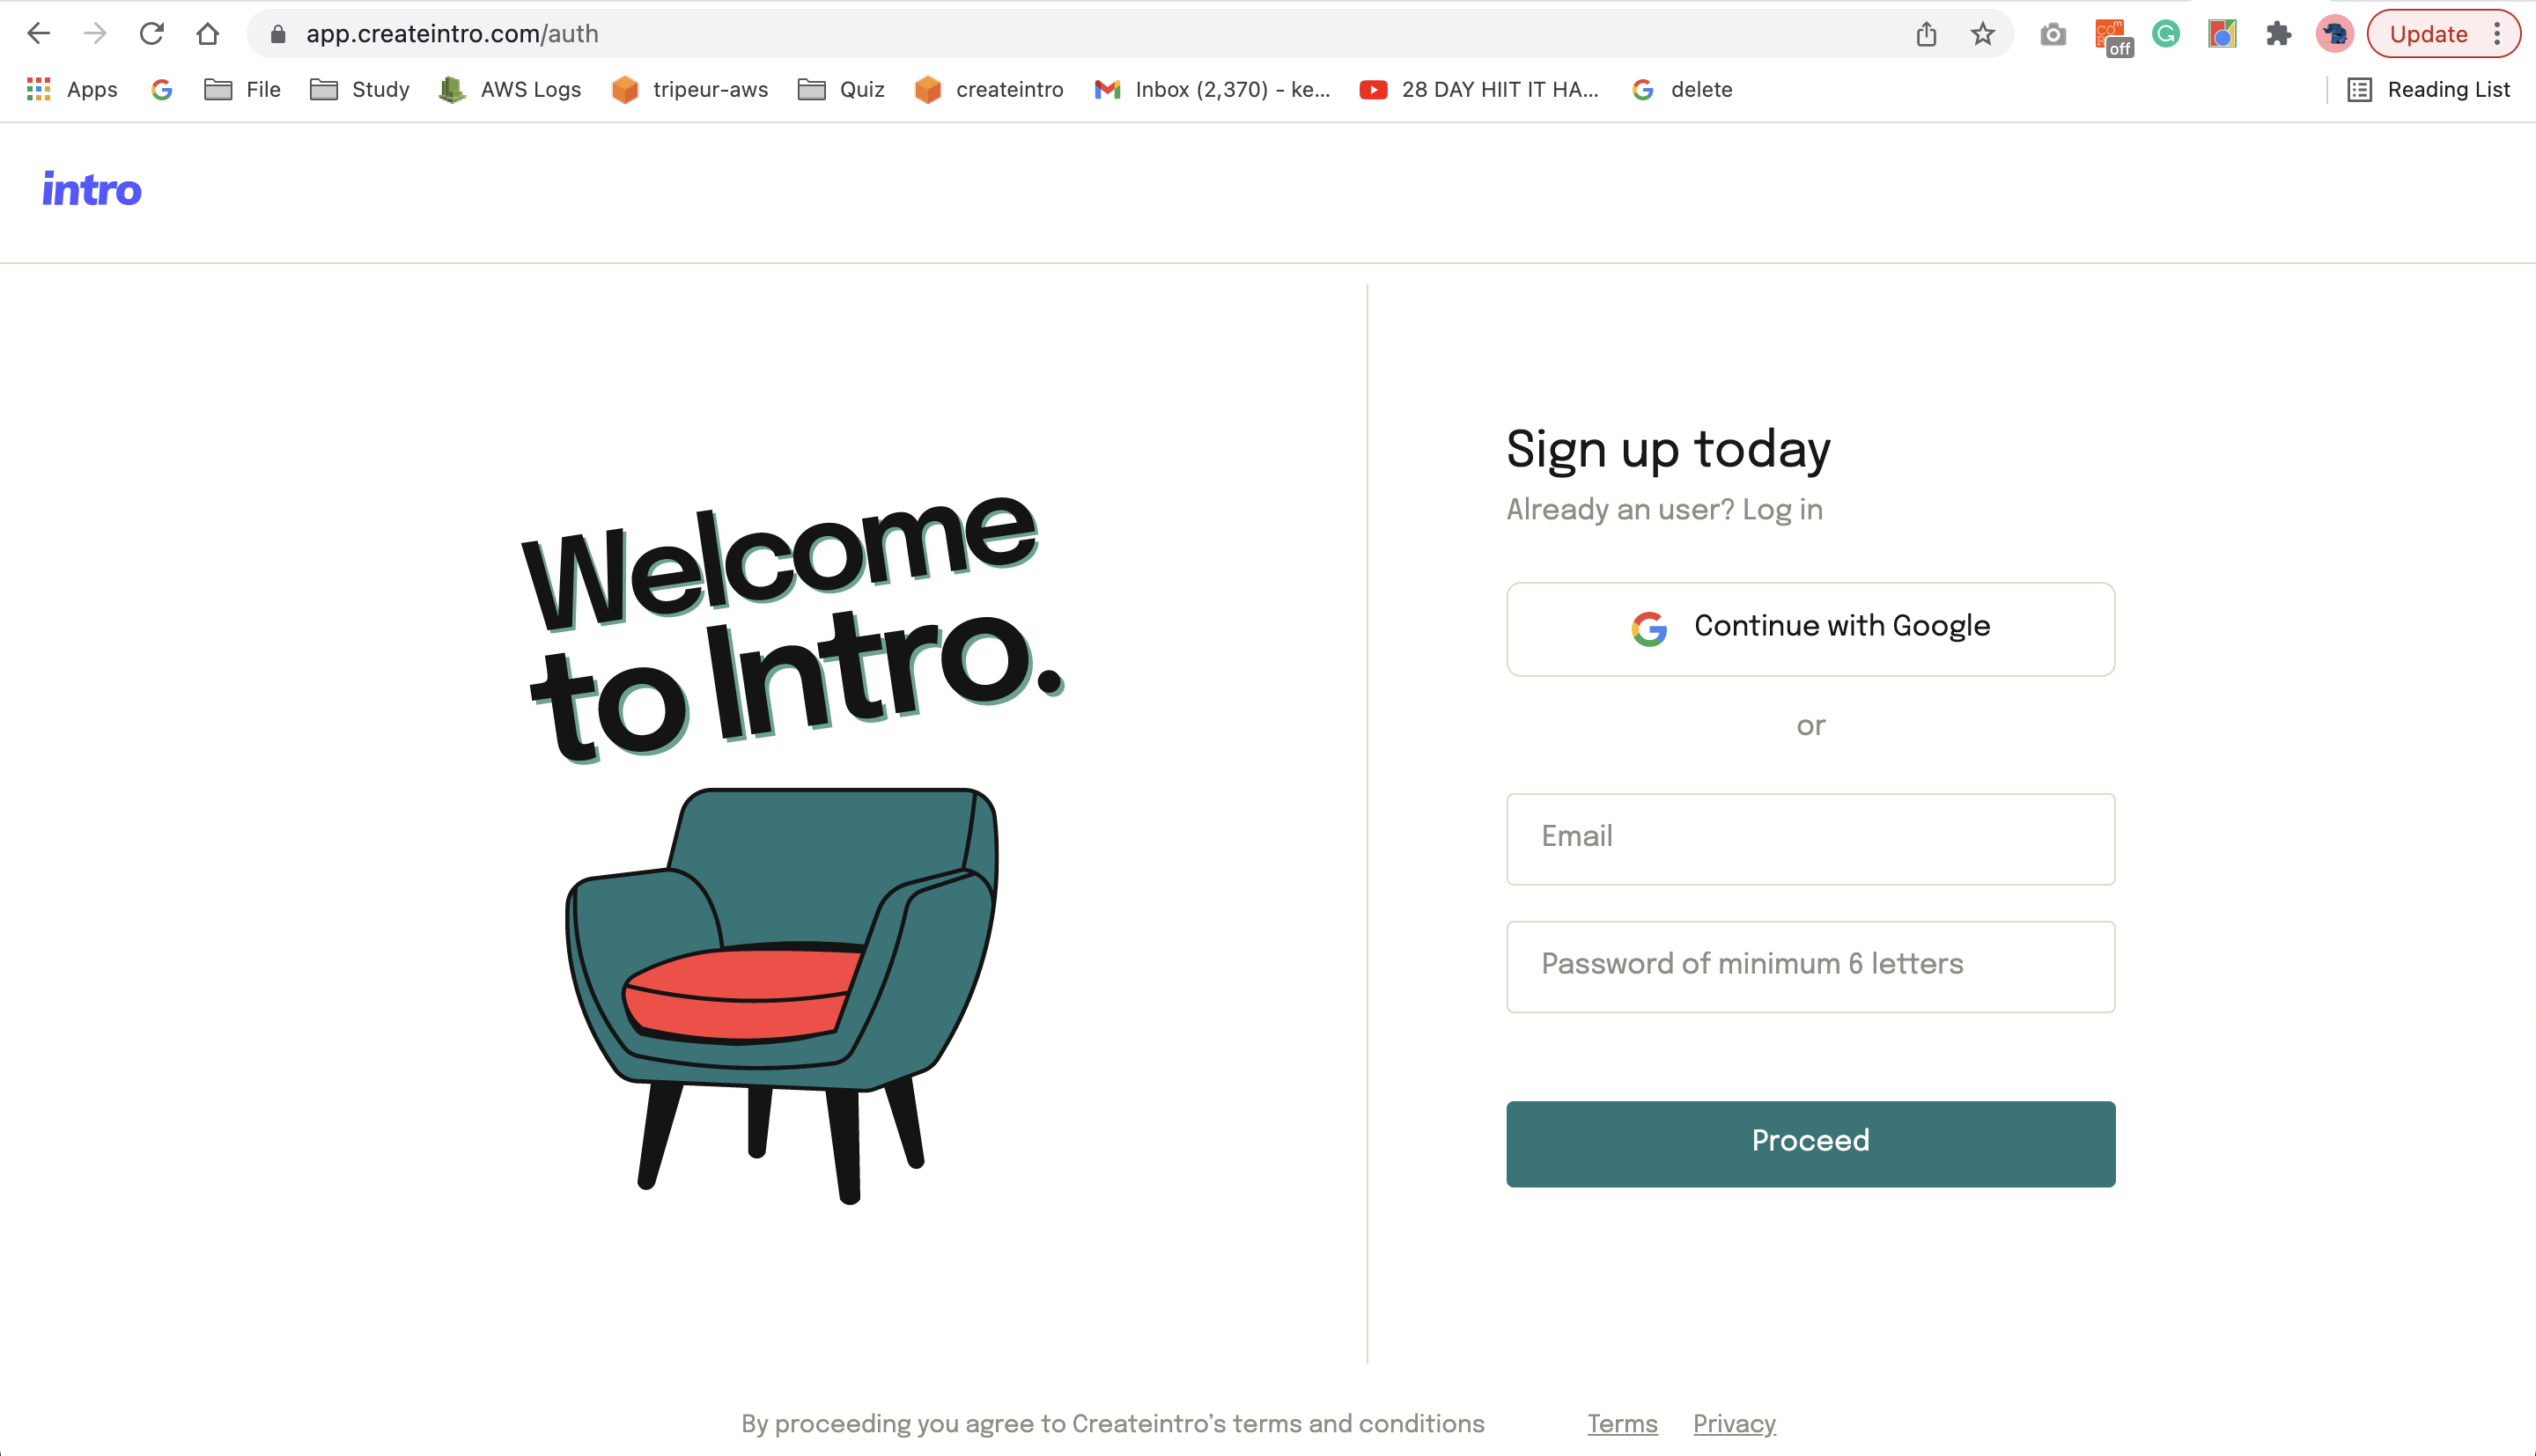 app.createintro.com/auth
Update
off
Apps
File
Study
AWS Logs
tripeur-aws
Quiz
createintro
Inbox (2,370) - ke...
28 DAY HIIT IT HA...
delete
Reading List
intro
Welcome
to Intro.
Sign up today
Already an user? Log in
Continue with Google
or
Email
Password of minimum 6 letters
Proceed
By proceeding you agree to Createintro’s terms and conditions
Terms
Privacy